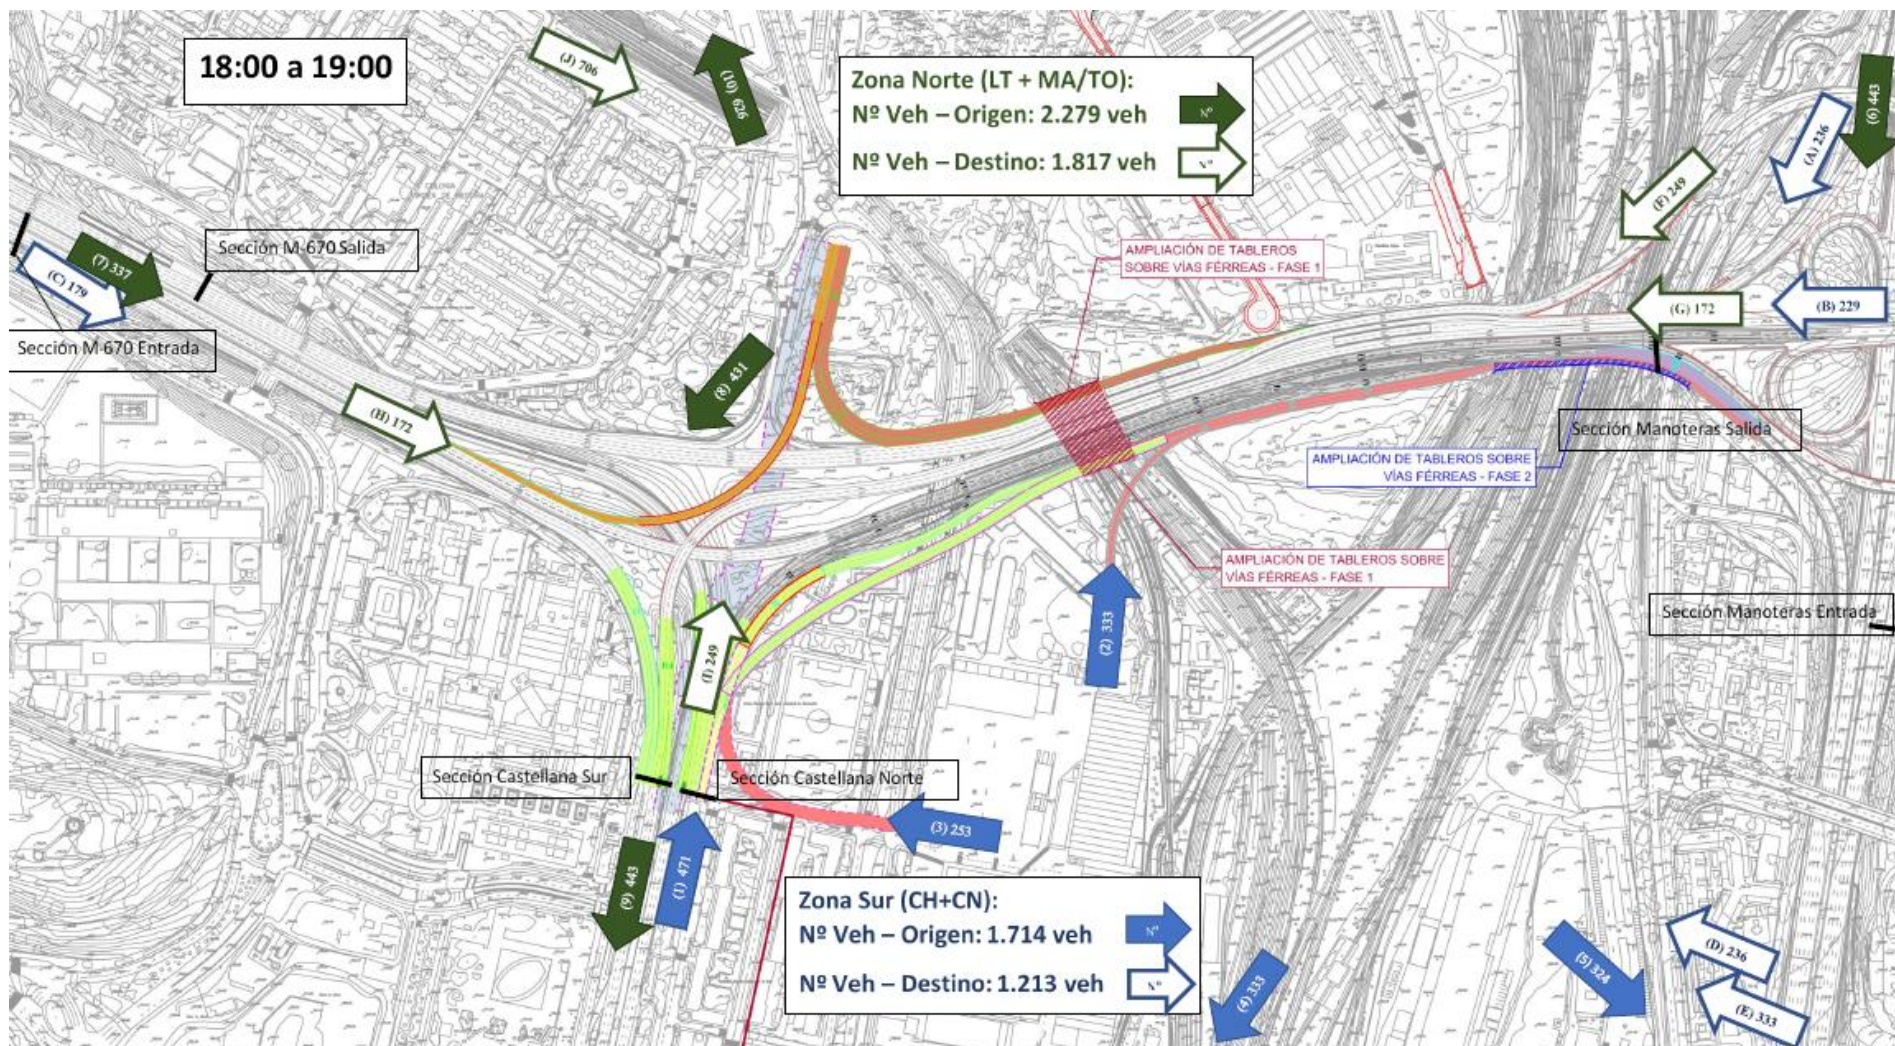 18:00 a 19:00
(J) 706
(10) 626
Zona Norte (LT + MA/TO):
Nº Veh – Origen: 2.279 veh
Nº
Nº Veh – Destino: 1.817 veh
Nº
(6) 443
(A) 236
(F) 249
Sección M-670 Salida
AMPLIACIÓN DE TABLEROS
SOBRE VÍAS FÉRREAS - FASE 1
(7) 337
(C) 179
(G) 172
(B) 229
Sección M-670 Entrada
(8) 431
(H) 172
Sección Manoteras Salida
AMPLIACIÓN DE TABLEROS SOBRE
VÍAS FÉRREAS - FASE 2
AMPLIACIÓN DE TABLEROS SOBRE
VÍAS FÉRREAS - FASE 1
Sección Manoteras Entrada
(2) 333
(I) 249
Sección Castellana Sur
Sección Castellana Norte
(3) 253
(9) 443
(1) 471
Zona Sur (CH+CN):
Nº Veh – Origen: 1.714 veh
Nº
Nº Veh – Destino: 1.213 veh
Nº
(4) 333
(5) 324
(D) 236
(E) 333